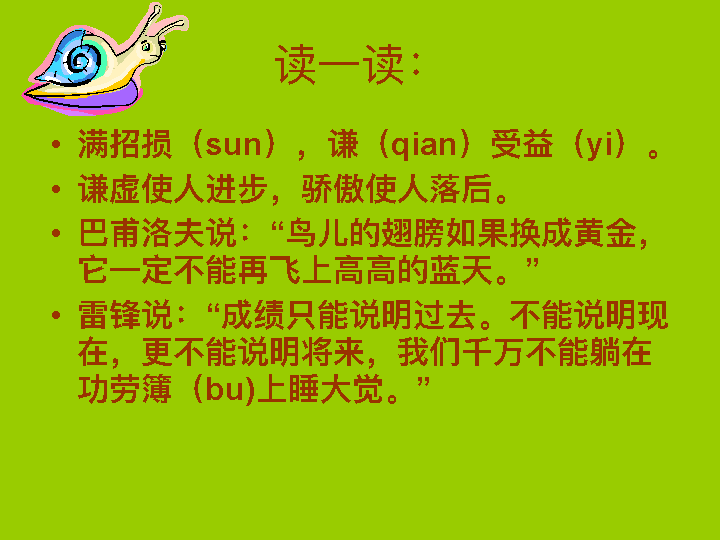 读一读：
• 满招损（sun），谦（qian）受益（yi）。
• 谦虚使人进步，骄傲使人落后。
• 巴甫洛夫说：“鸟儿的翅膀如果换成黄金，
它一定不能再飞上高高的蓝天。”
• 雷锋说：“成绩只能说明过去。不能说明现
在，更不能说明将来，我们千万不能躺在
功劳簿（bu)上睡大觉。”